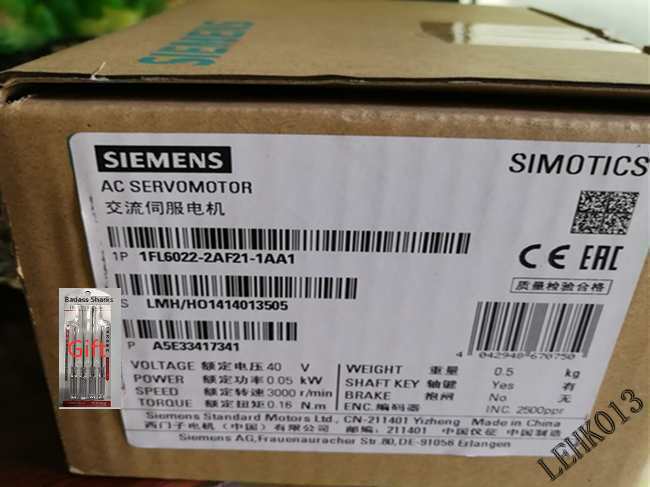 SIEMENS
SIEMENS
SIMOTICS
AC SERVOMOTOR
交流伺服电机
1P 1FL6022-2AF21-1AA1
CE EAC
质量检验合格
S LMH/HO1414013505
Badass Sharks
Gift
P A5E33417341
4 042948 670750
VOLTAGE 额定电压 40 V
POWER 额定功率 0.05 kW
SPEED 额定转速 3000 r/min
TORQUE 额定扭矩 0.16 N.m
WEIGHT 重量 0.5 kg
SHAFT KEY 轴键 Yes 有
BRAKE 抱闸 No 无
ENC.编码器 INC. 2500ppr
Siemens Standard Motors Ltd., CN-211401 Yizheng Made in China
西门子电机（中国）有限公司 邮编: 211401 中国仪征 中国制造
Siemens AG,Frauenauracher Str.80,DE-91056 Erlangen
LEHK013